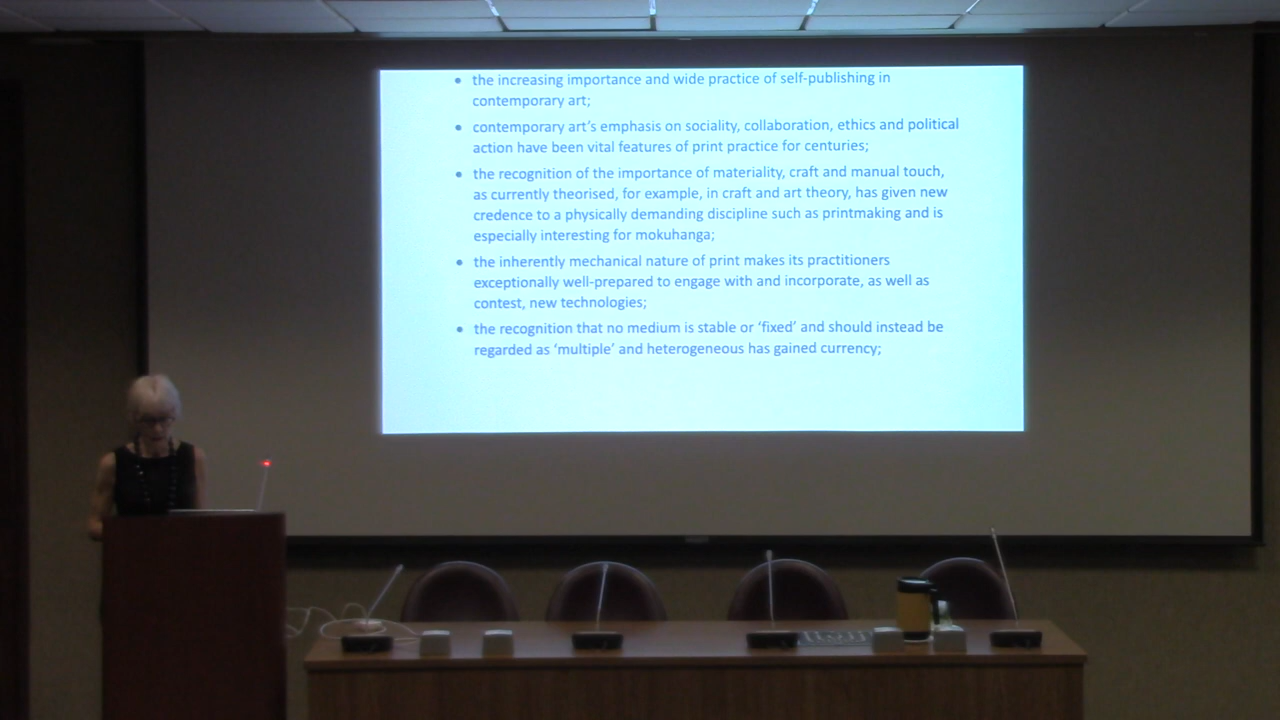 • the increasing importance and wide practice of self-publishing in
contemporary art;
• contemporary art's emphasis on sociality, collaboration, ethics and political
action have been vital features of print practice for centuries;
• the recognition of the importance of materiality, craft and manual touch,
as currently theorised, for example, in craft and art theory, has given new
credence to a physically demanding discipline such as printmaking and is
especially interesting for mokuhanga;
• the inherently mechanical nature of print makes its practitioners
exceptionally well-prepared to engage with and incorporate, as well as
contest, new technologies;
• the recognition that no medium is stable or ‘fixed’ and should instead be
regarded as ‘multiple’ and heterogeneous has gained currency;